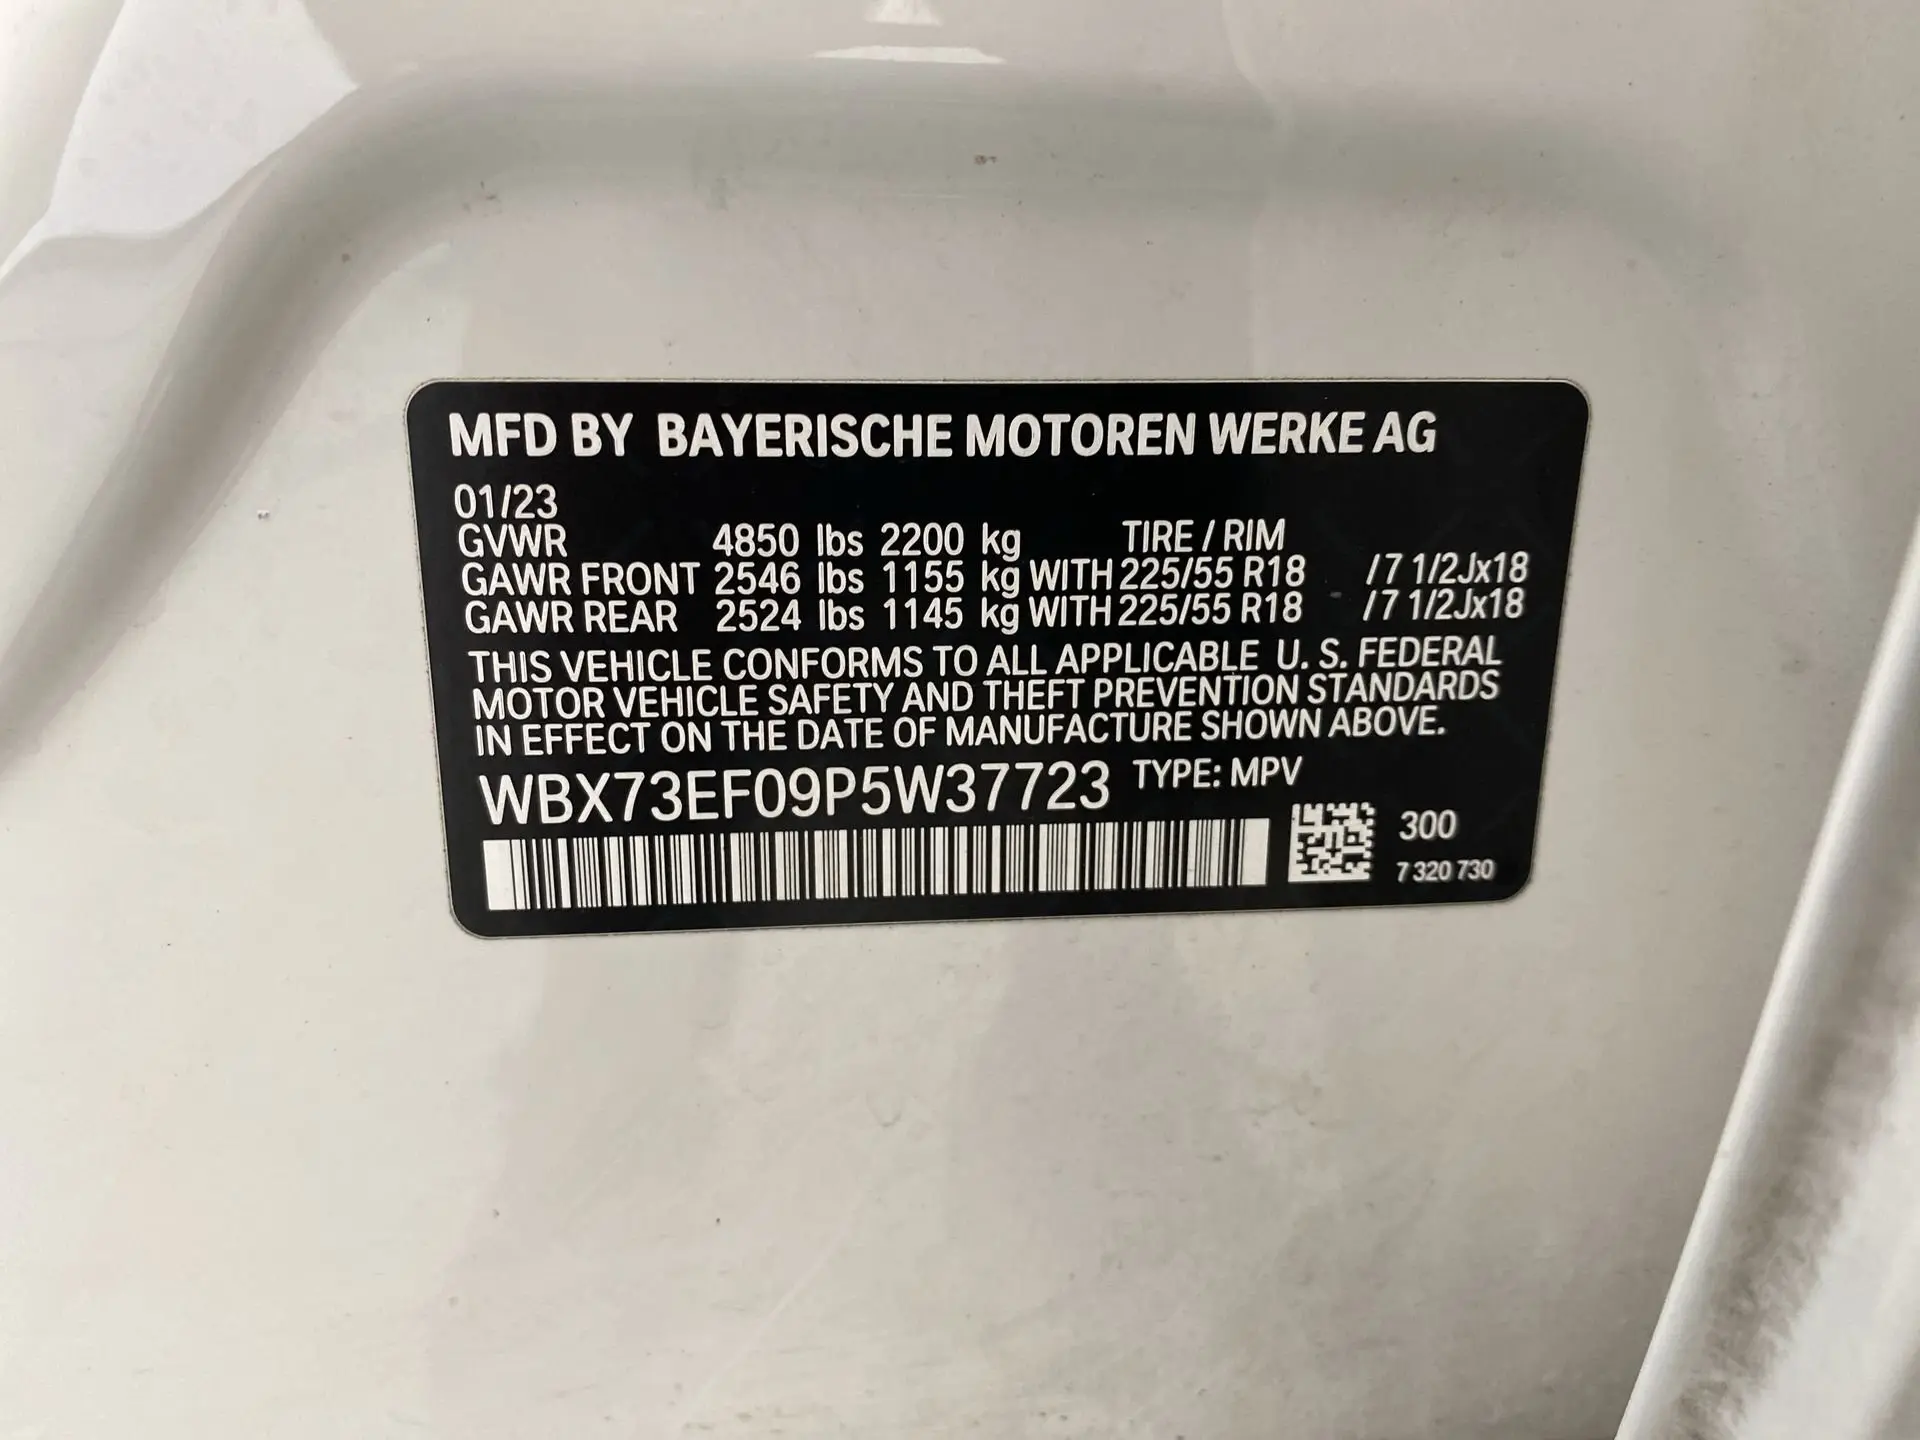 MFD BY BAYERISCHE MOTOREN WERKE AG
01/23
GVWR 4850 lbs 2200 kg TIRE / RIM
GAWR FRONT 2546 lbs 1155 kg WITH 225/55 R18 /7 1/2Jx18
GAWR REAR 2524 lbs 1145 kg WITH 225/55 R18 - /7 1/2Jx18
THIS VEHICLE CONFORMS TO ALL APPLICABLE U. S. FEDERAL
MOTOR VEHICLE SAFETY AND THEFT PREVENTION STANDARDS
IN EFFECT ON THE DATE OF MANUFACTURE SHOWN ABOVE.
WBX73EF09P5W37723 TYPE: MPV
300
7 320 730